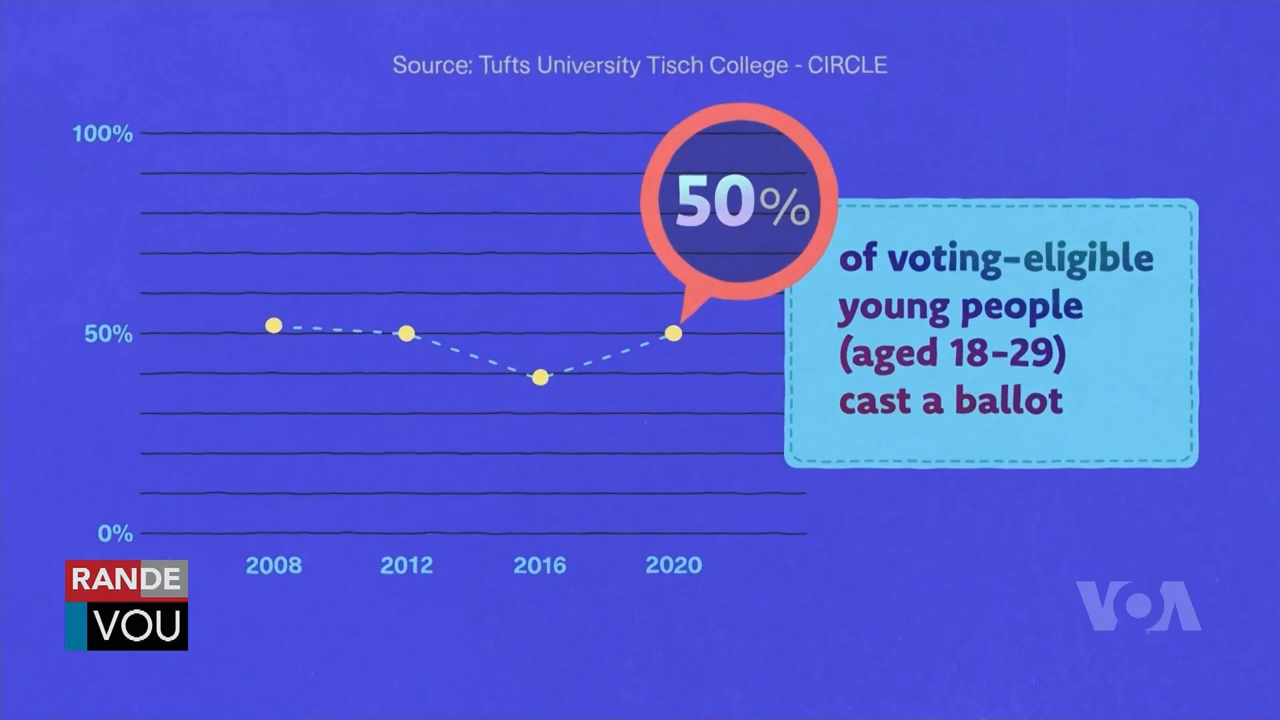 Source: Tufts University Tisch College - CIRCLE
100%
50%
0%
50%
of voting-eligible
young people
(aged 18-29)
cast a ballot
2008 2012 2016 2020
RANDE
VOU
VOA